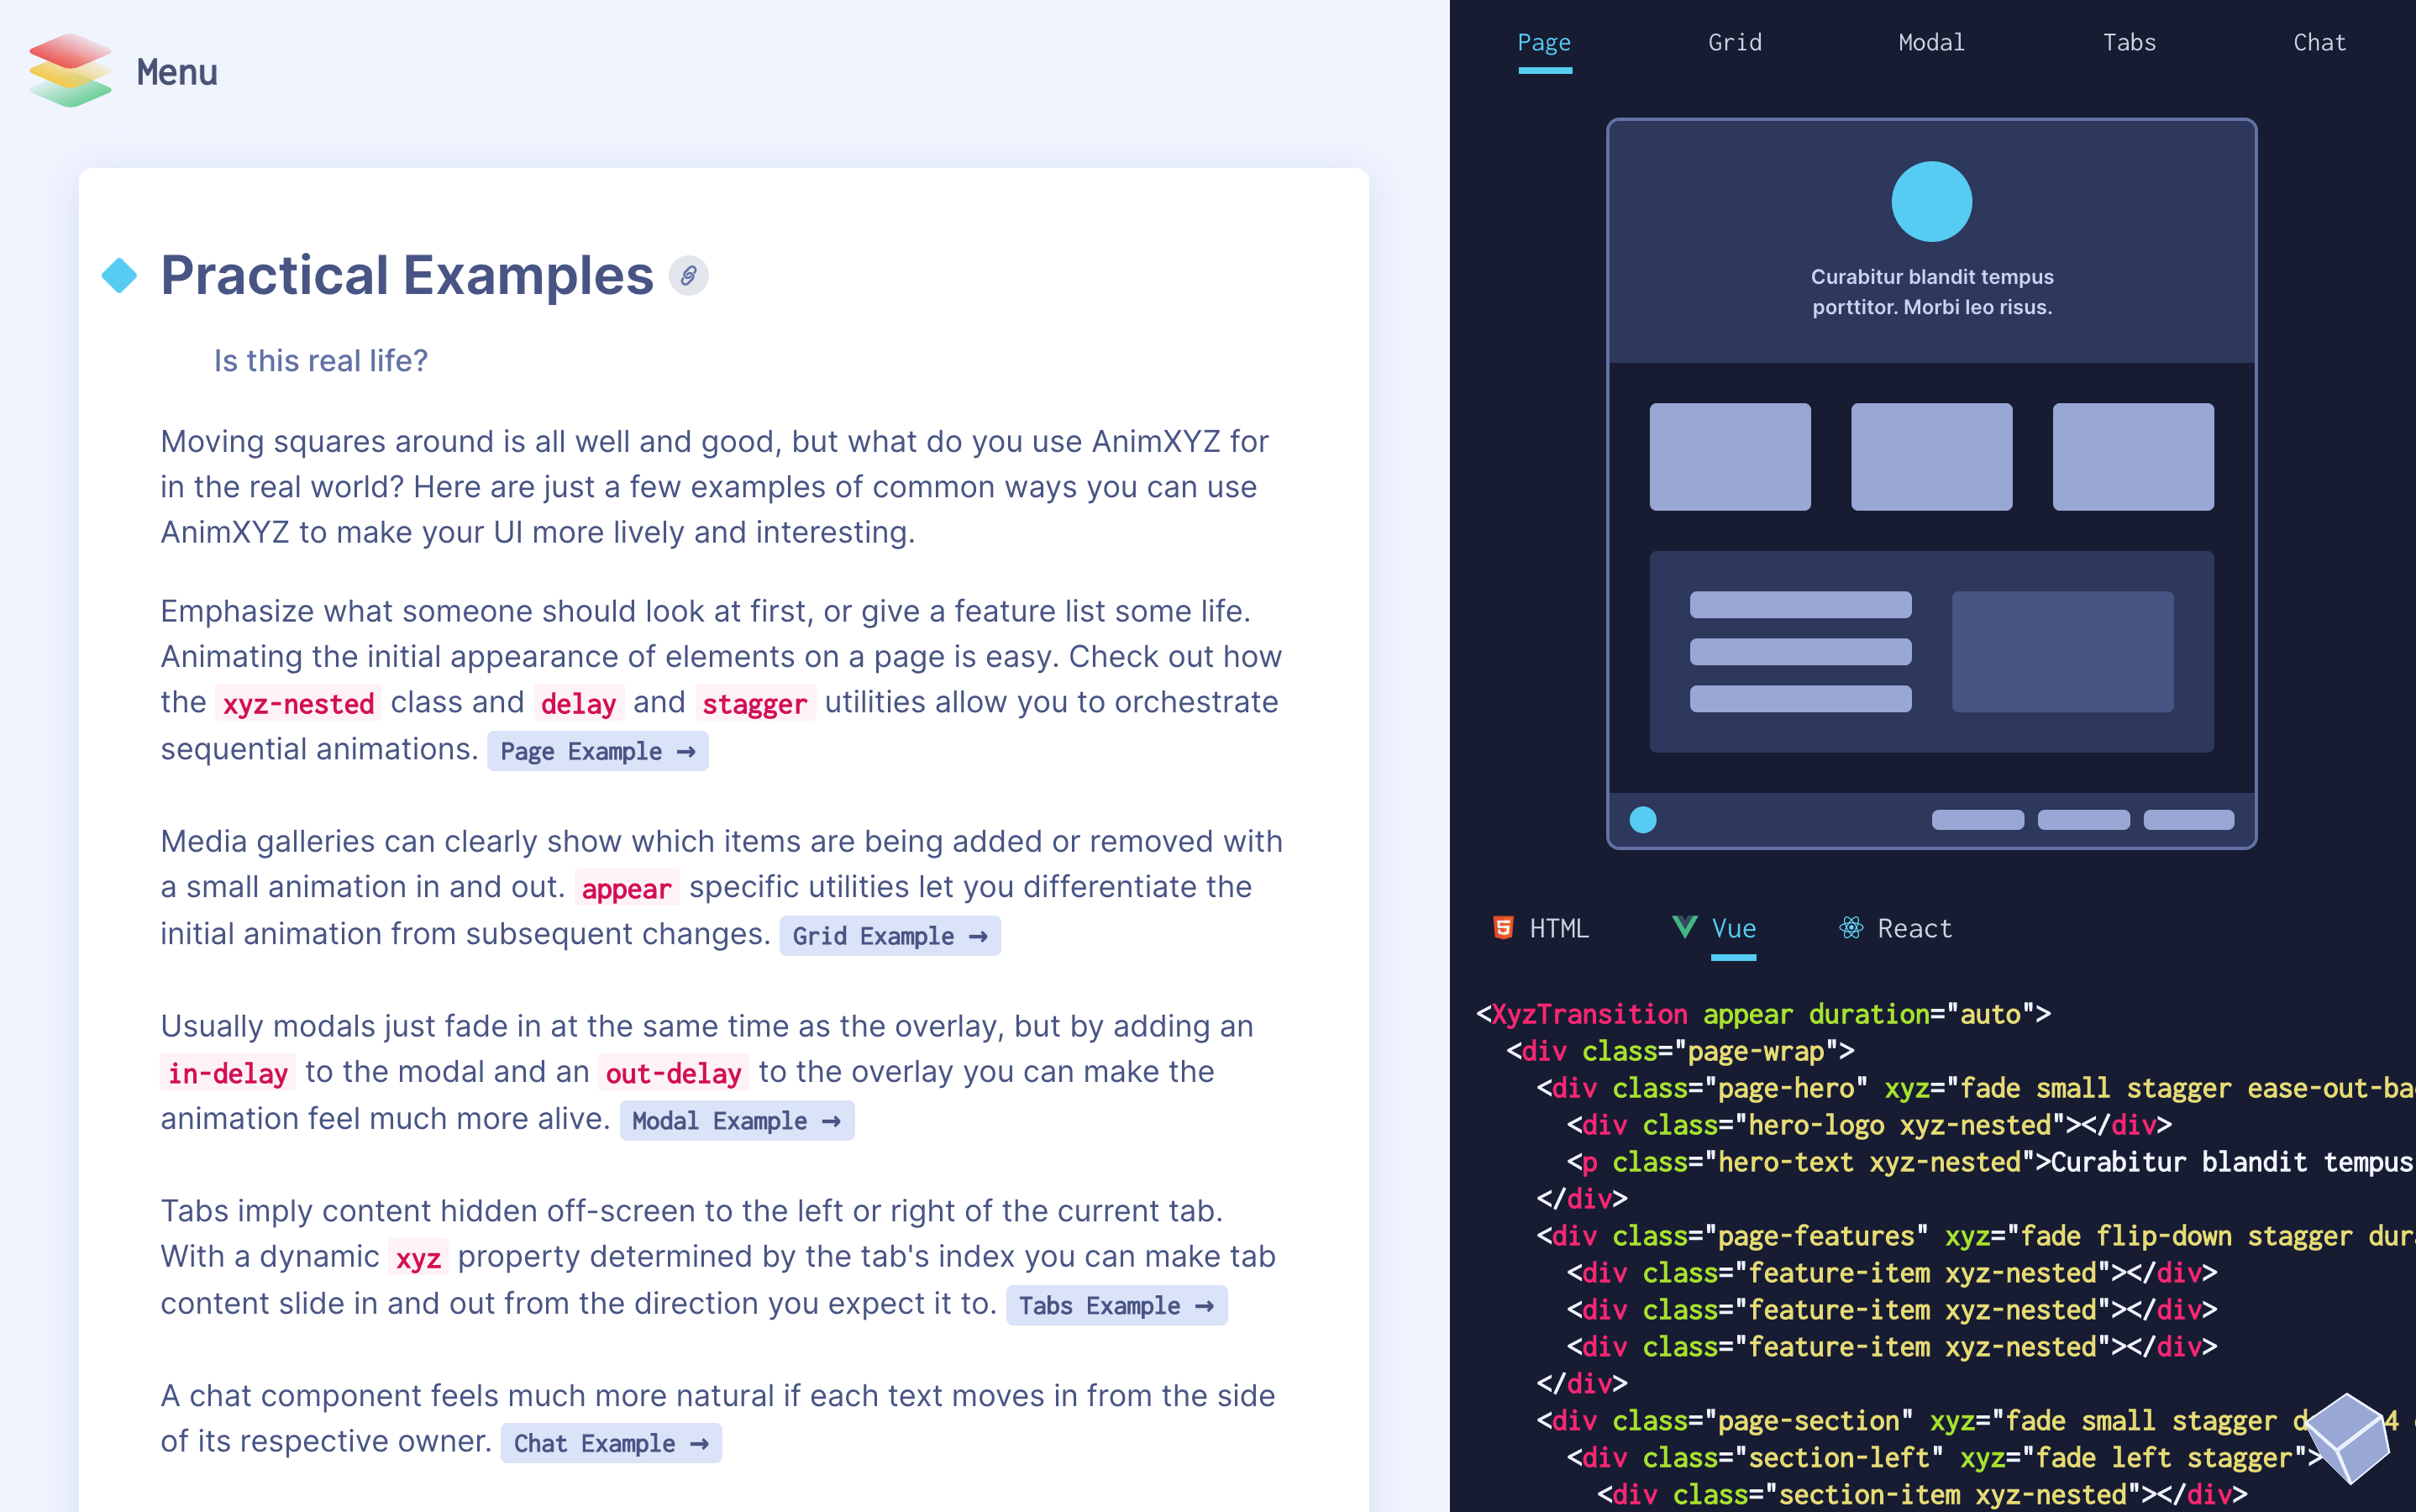 Menu
Practical Examples
Is this real life?
Moving squares around is all well and good, but what do you use AnimXYZ for
in the real world? Here are just a few examples of common ways you can use
AnimXYZ to make your UI more lively and interesting.
Emphasize what someone should look at first, or give a feature list some life.
Animating the initial appearance of elements on a page is easy. Check out how
the xyz-nested class and delay and stagger utilities allow you to orchestrate
sequential animations. Page Example →
Media galleries can clearly show which items are being added or removed with
a small animation in and out. appear specific utilities let you differentiate the
initial animation from subsequent changes. Grid Example →
Usually modals just fade in at the same time as the overlay, but by adding an
in-delay to the modal and an out-delay to the overlay you can make the
animation feel much more alive. Modal Example →
Tabs imply content hidden off-screen to the left or right of the current tab.
With a dynamic xyz property determined by the tab's index you can make tab
content slide in and out from the direction you expect it to. Tabs Example →
A chat component feels much more natural if each text moves in from the side
of its respective owner. Chat Example →
Page Grid Modal Tabs Chat
Curabitur blandit tempus
porttitor. Morbi leo risus.
HTML Vue React
<XyzTransition appear duration="auto">
<div class="page-wrap">
<div class="page-hero" xyz="fade small stagger ease-out-ba
<div class="hero-logo xyz-nested"></div>
<p class="hero-text xyz-nested">Curabitur blandit tempus
</div>
<div class="page-features" xyz="fade flip-down stagger dur
<div class="feature-item xyz-nested"></div>
<div class="feature-item xyz-nested"></div>
<div class="feature-item xyz-nested"></div>
</div>
<div class="page-section" xyz="fade small stagger d 4
<div class="section-left" xyz="fade left stagger">
<div class="section-item xyz-nested"></div>